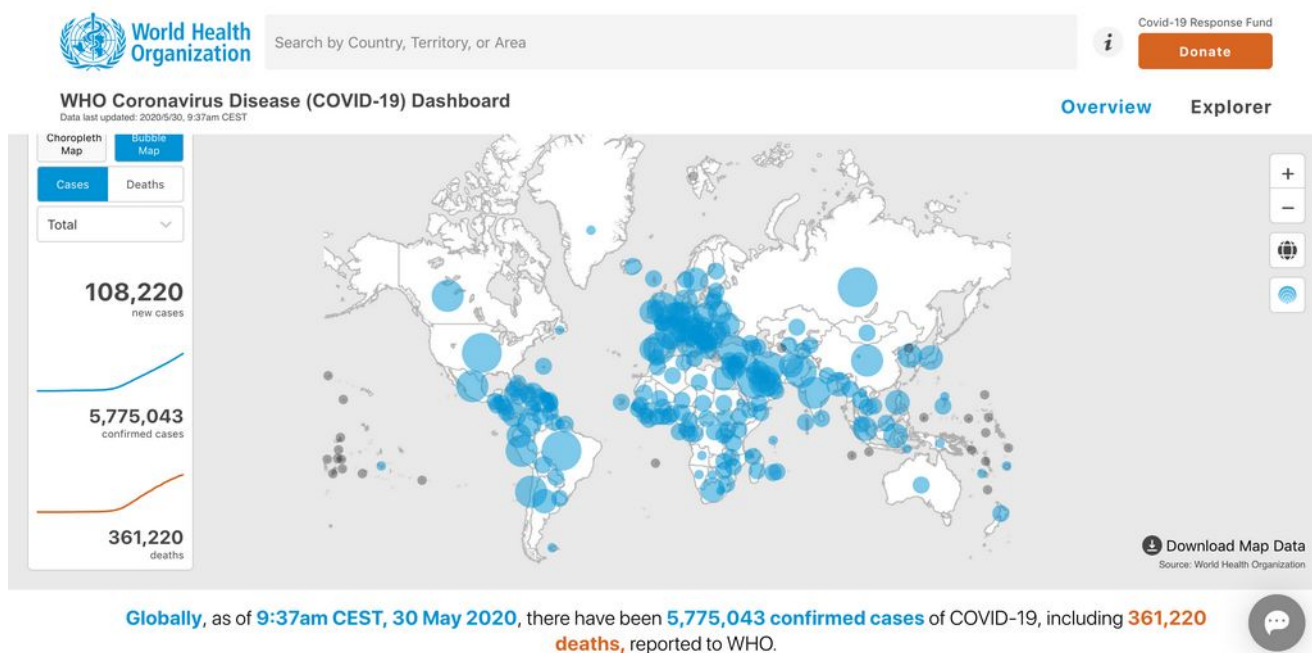 World Health
Organization
Search by Country, Territory, or Area
i
Covid-19 Response Fund
Donate
WHO Coronavirus Disease (COVID-19) Dashboard
Data last updated: 2020/5/30, 9:37am CEST
Overview
Explorer
Choropleth
Map
Bubble
Map
Cases
Deaths
Total
108,220
new cases
5,775,043
confirmed cases
361,220
deaths
+
−
Download Map Data
Source: World Health Organization
Globally, as of 9:37am CEST, 30 May 2020, there have been 5,775,043 confirmed cases of COVID-19, including 361,220
deaths, reported to WHO.